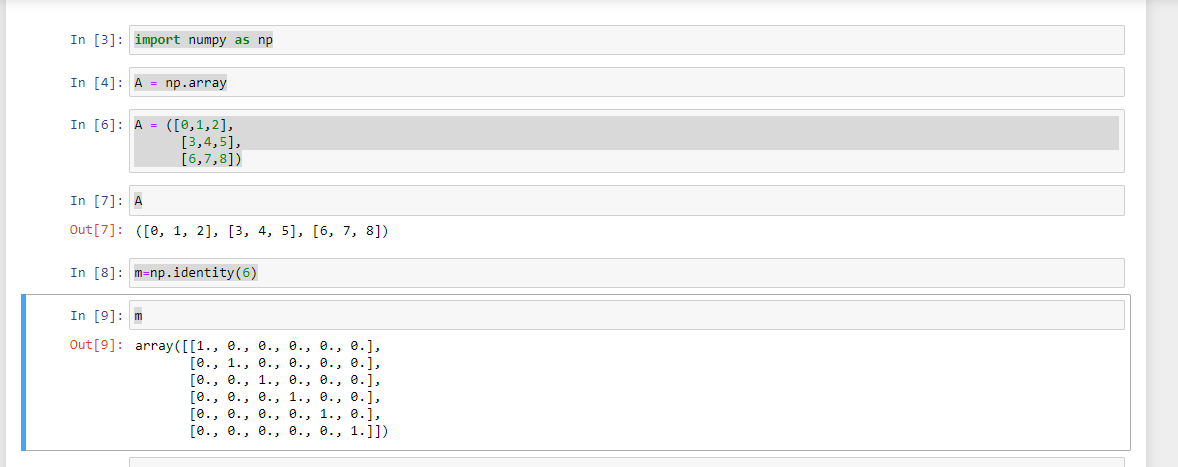 In [3]: import numpy as np
In [4]: A = np.array
In [6]: A = ([0,1,2],
[3,4,5],
[6,7,8])
In [7]: A
Out[7]: ([0, 1, 2], [3, 4, 5], [6, 7, 8])
In [8]: m=np.identity(6)
In [9]: m
Out[9]: array([[1., 0., 0., 0., 0., 0.],
[0., 1., 0., 0., 0., 0.],
[0., 0., 1., 0., 0., 0.],
[0., 0., 0., 1., 0., 0.],
[0., 0., 0., 0., 1., 0.],
[0., 0., 0., 0., 0., 1.]])